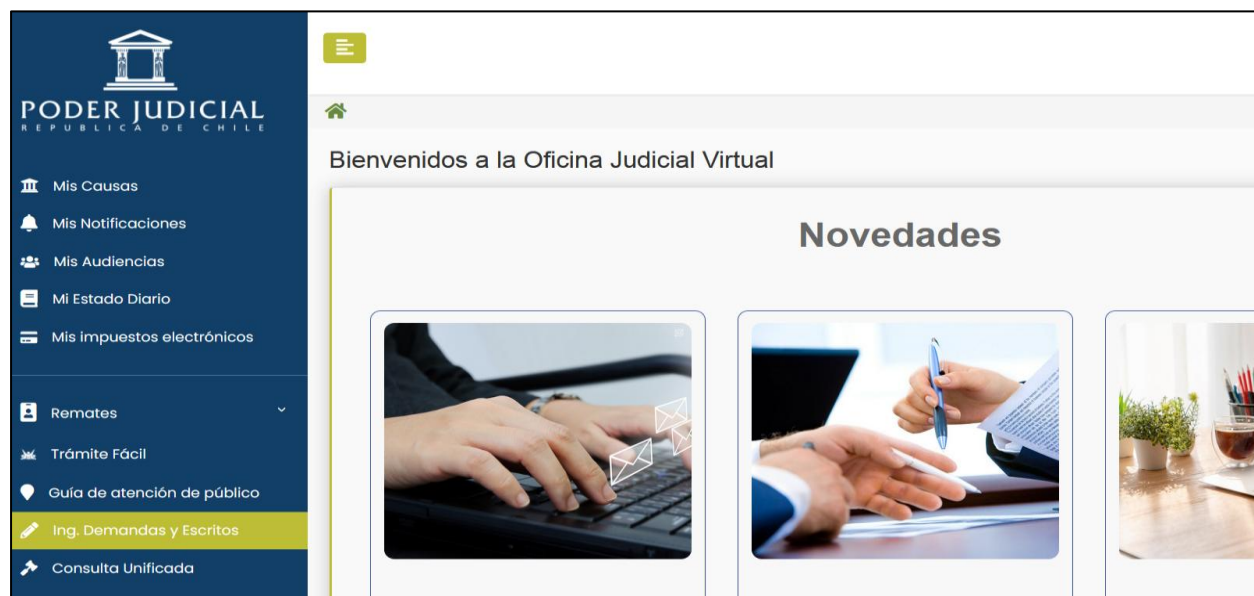 PODER JUDICIAL
REPUBLICA DE CHILE
Mis Causas
Mis Notificaciones
Mis Audiencias
Mi Estado Diario
Mis impuestos electrónicos
Remates
Trámite Fácil
Guía de atención de público
Ing. Demandas y Escritos
Consulta Unificada
Bienvenidos a la Oficina Judicial Virtual
Novedades